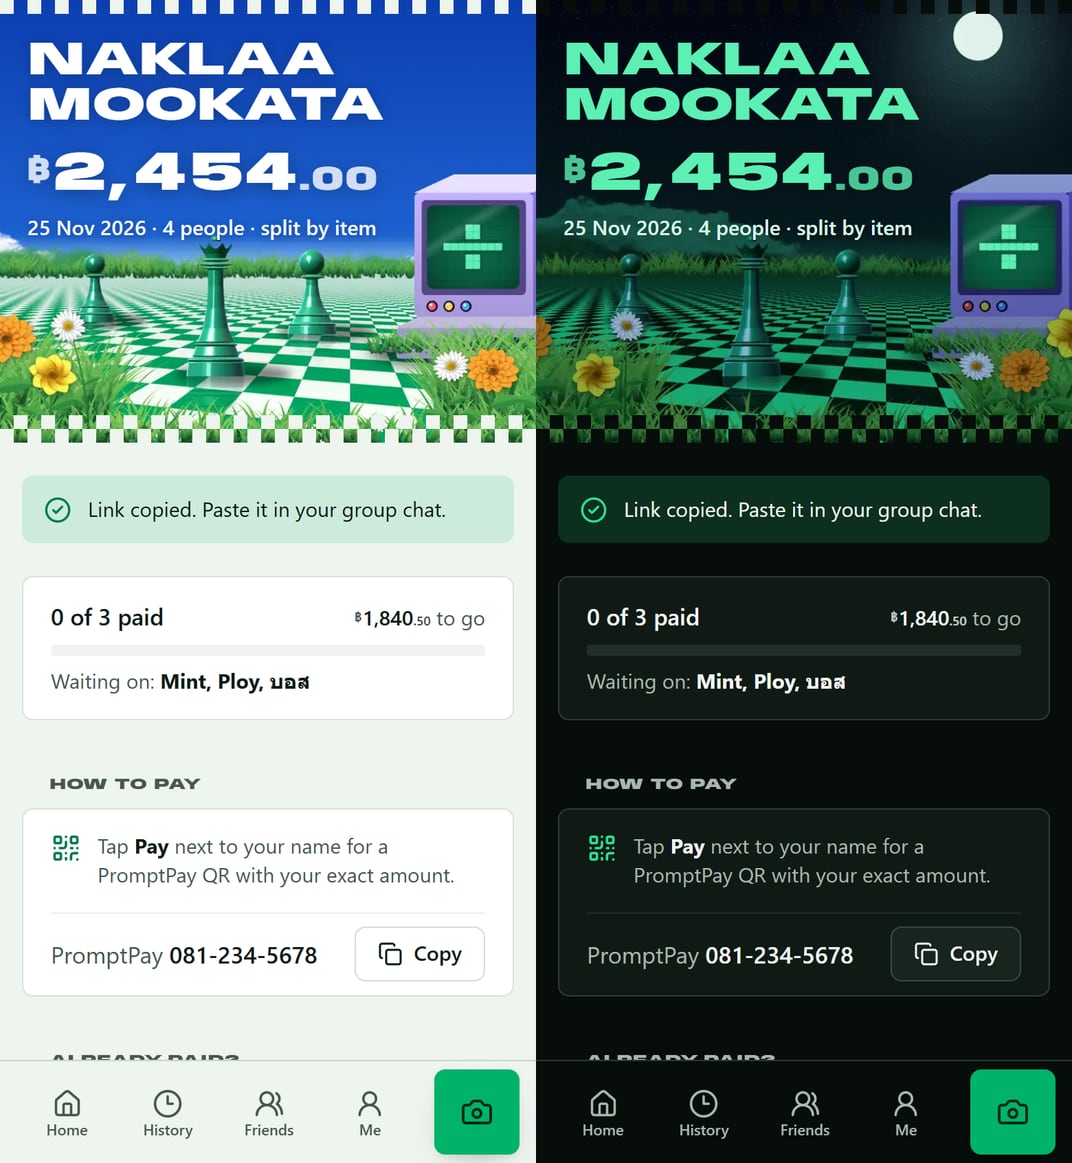 NAKLAA
MOOKATA
฿2,454.00
25 Nov 2026 · 4 people · split by item
Link copied. Paste it in your group chat.
0 of 3 paid
฿1,840.50 to go
Waiting on: Mint, Ploy, บอส
HOW TO PAY
Tap Pay next to your name for a
PromptPay QR with your exact amount.
PromptPay 081-234-5678
Copy
ALREADY PAID?
Home
History
Friends
Me
NAKLAA
MOOKATA
฿2,454.00
25 Nov 2026 · 4 people · split by item
Link copied. Paste it in your group chat.
0 of 3 paid
฿1,840.50 to go
Waiting on: Mint, Ploy, บอส
HOW TO PAY
Tap Pay next to your name for a
PromptPay QR with your exact amount.
PromptPay 081-234-5678
Copy
ALREADY PAID?
Home
History
Friends
Me